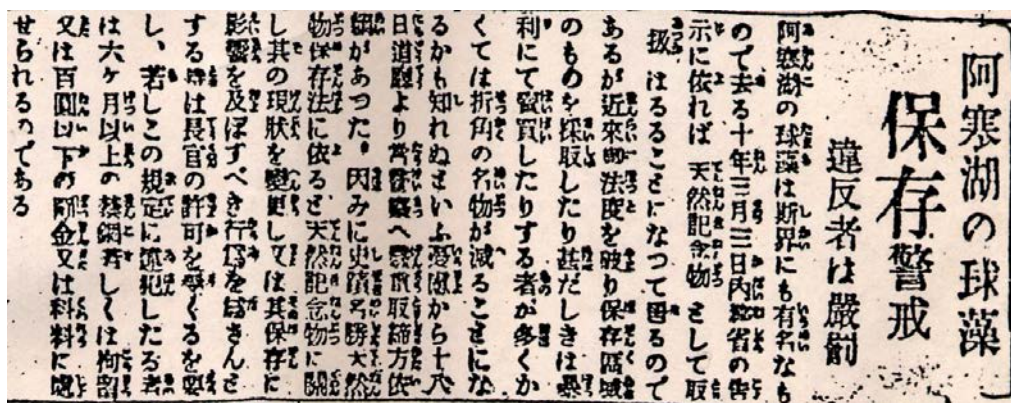 阿寒湖の球藻
保存警戒
違反者は嚴罰
阿寒湖の球藻は斯界にも有名なも
ので去る十年三月三日内務省の告
示に依れば 天然記念物 として取
扱 はるることになつて居るので
あるが近來御法度を破り保存區域
のものを採取したり甚だしきは暴
利にて賣買したりする者が多くか
くては折角の名物が減ることにな
るかも知れぬといふ憂慮から
日道廳より當警察へ嚴重取締方依
頼があつた。因みに史蹟名勝天然
物保存法に依ると天然記念物に關
し其の現狀を變更し又は其保存に
影響を及ぼすべき行爲を爲さんと
する時は長官の許可を受くるを要
し、若しこの規定に違犯したる者
は六ヶ月以上の禁錮若しくは拘留
又は百圓以下の罰金又は科料に處
せられるのである